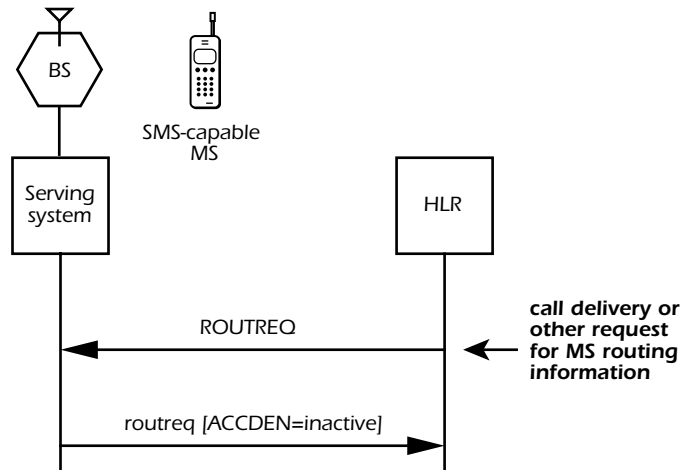 BS
SMS-capable
MS
Serving
system
HLR
ROUTREQ
call delivery or
other request
for MS routing
information
routreq [ACCDEN=inactive]